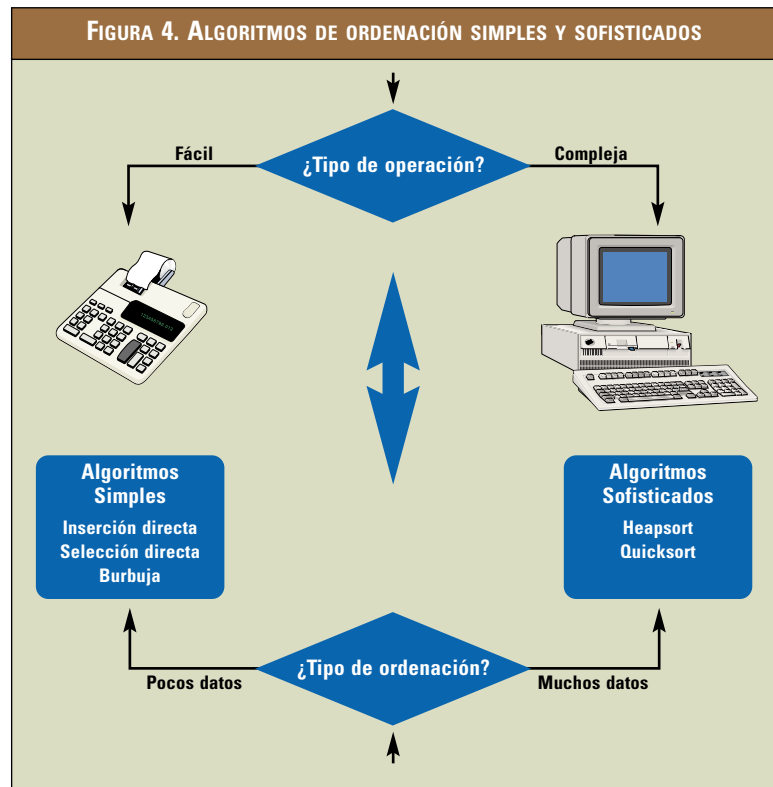 FIGURA 4. ALGORITMOS DE ORDENACIÓN SIMPLES Y SOFISTICADOS
Fácil
¿Tipo de operación?
Compleja
Algoritmos
Simples
Inserción directa
Selección directa
Burbuja
Algoritmos
Sofisticados
Heapsort
Quicksort
¿Tipo de ordenación?
Pocos datos
Muchos datos